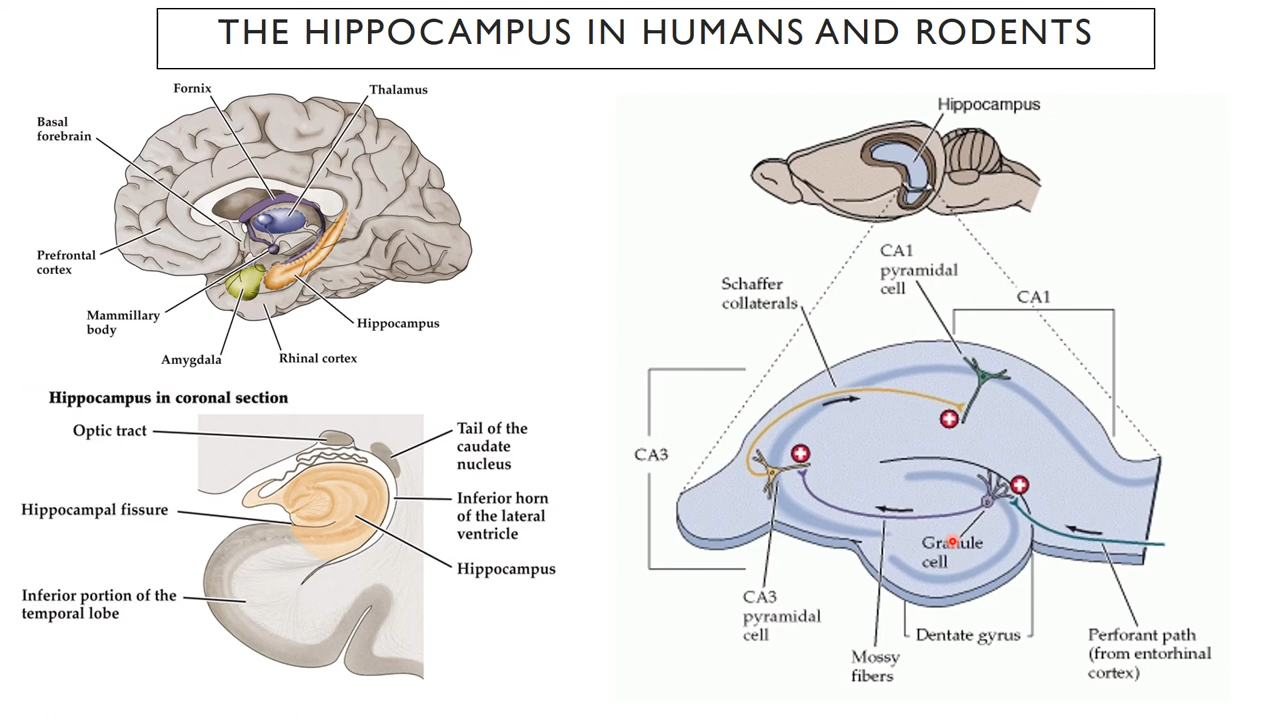 THE HIPPOCAMPUS IN HUMANS AND RODENTS
Fornix
Thalamus
Basal
forebrain
Prefrontal
cortex
Mammillary
body
Amygdala
Rhinal cortex
Hippocampus
Hippocampus in coronal section
Optic tract
Hippocampal fissure
Inferior portion of the
temporal lobe
Tail of the
caudate
nucleus
Inferior horn
of the lateral
ventricle
Hippocampus
Hippocampus
CA1
pyramidal
cell
Schaffer
collaterals
CA1
CA3
Granule
cell
CA3
pyramidal
cell
Mossy
fibers
Dentate gyrus
Perforant path
(from entorhinal
cortex)